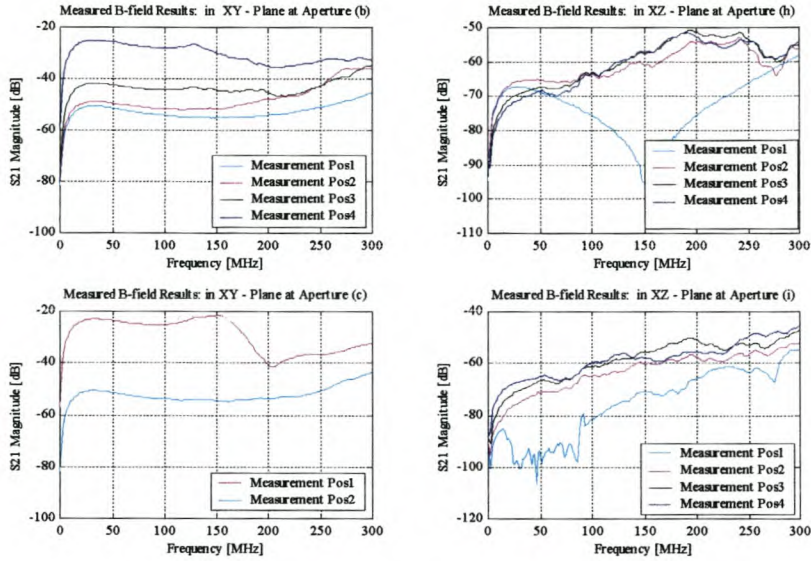 Measured B-field Results: in XY - Plane at Aperture (b)
-20
-40
-60
-80
-100
S21 Magnitude [dB]
Measurement Pos1
Measurement Pos2
Measurement Pos3
Measurement Pos4
0 50 100 150 200 250 300
Frequency [MHz]
Measured B-field Results: in XZ - Plane at Aperture (h)
-50
-60
-70
-80
-90
-100
-110
S21 Magnitude [dB]
Measurement Pos1
Measurement Pos2
Measurement Pos3
Measurement Pos4
0 50 100 150 200 250 300
Frequency [MHz]
Measured B-field Results: in XY - Plane at Aperture (c)
-20
-40
-60
-80
-100
S21 Magnitude [dB]
Measurement Pos1
Measurement Pos2
0 50 100 150 200 250 300
Frequency [MHz]
Measured B-field Results: in XZ - Plane at Aperture (i)
-40
-60
-80
-100
-120
S21 Magnitude [dB]
Measurement Pos1
Measurement Pos2
Measurement Pos3
Measurement Pos4
0 50 100 150 200 250 300
Frequency [MHz]